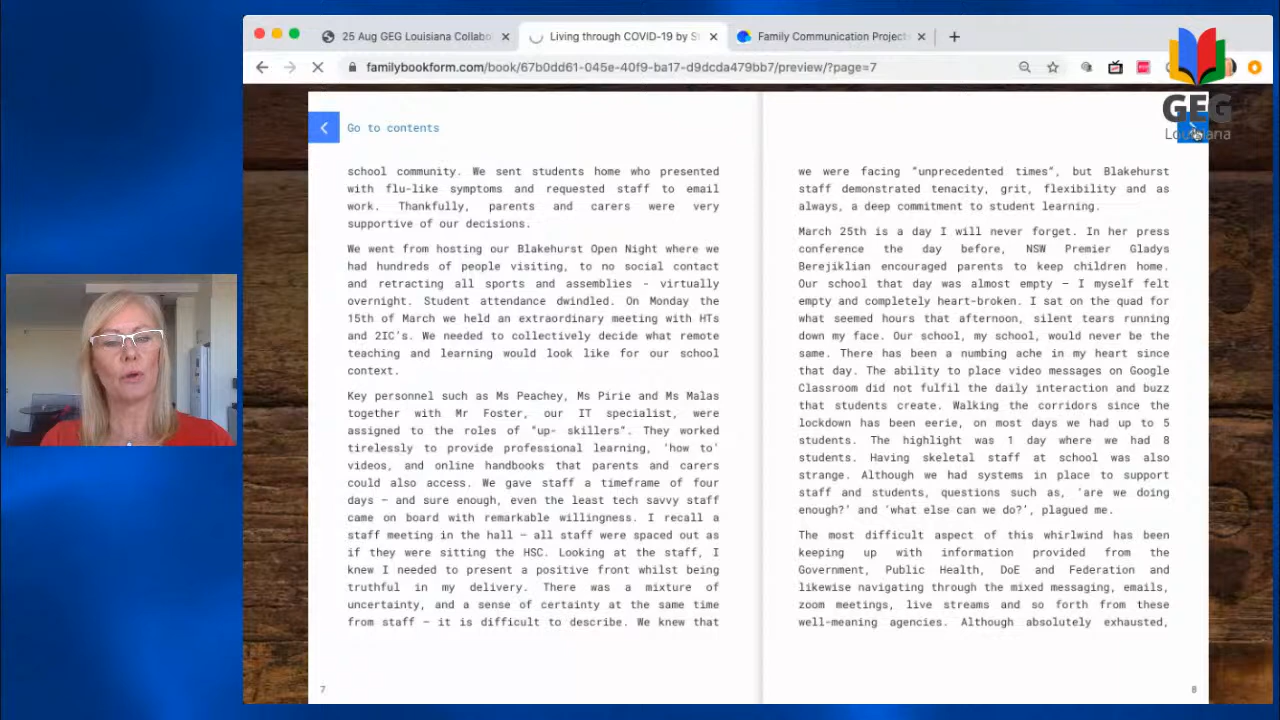 25 Aug GEG Louisiana Collabo
Living through COVID-19 by S
Family Communication Projects
familybookform.com/book/67b0dd61-045e-40f9-ba17-d9dcda479bb7/preview/?page=7
GEG
Louisiana
Go to contents
school community. We sent students home who presented
with flu-like symptoms and requested staff to email
work. Thankfully, parents and carers were very
supportive of our decisions.
We went from hosting our Blakehurst Open Night where we
had hundreds of people visiting, to no social contact
and retracting all sports and assemblies - virtually
overnight. Student attendance dwindled. On Monday the
15th of March we held an extraordinary meeting with HTs
and 2IC's. We needed to collectively decide what remote
teaching and learning would look like for our school
context.
Key personnel such as Ms Peachey, Ms Pirie and Ms Malas
together with Mr Foster, our IT specialist, were
assigned to the roles of "up- skillers". They worked
tirelessly to provide professional learning, 'how to'
videos, and online handbooks that parents and carers
could also access. We gave staff a timeframe of four
days – and sure enough, even the least tech savvy staff
came on board with remarkable willingness. I recall a
staff meeting in the hall – all staff were spaced out as
if they were sitting the HSC. Looking at the staff, I
knew I needed to present a positive front whilst being
truthful in my delivery. There was a mixture of
uncertainty, and a sense of certainty at the same time
from staff – it is difficult to describe. We knew that
7
we were facing "unprecedented times", but Blakehurst
staff demonstrated tenacity, grit, flexibility and as
always, a deep commitment to student learning.
March 25th is a day I will never forget. In her press
conference the day before, NSW Premier Gladys
Berejiklian encouraged parents to keep children home.
Our school that day was almost empty – I myself felt
empty and completely heart-broken. I sat on the quad for
what seemed hours that afternoon, silent tears running
down my face. Our school, my school, would never be the
same. There has been a numbing ache in my heart since
that day. The ability to place video messages on Google
Classroom did not fulfil the daily interaction and buzz
that students create. Walking the corridors since the
lockdown has been eerie, on most days we had up to 5
students. The highlight was 1 day where we had 8
students. Having skeletal staff at school was also
strange. Although we had systems in place to support
staff and students, questions such as, 'are we doing
enough?' and 'what else can we do?', plagued me.
The most difficult aspect of this whirlwind has been
keeping up with information provided from the
Government, Public Health, DoE and Federation and
likewise navigating through the mixed messaging, emails,
zoom meetings, live streams and so forth from these
well-meaning agencies. Although absolutely exhausted,
8